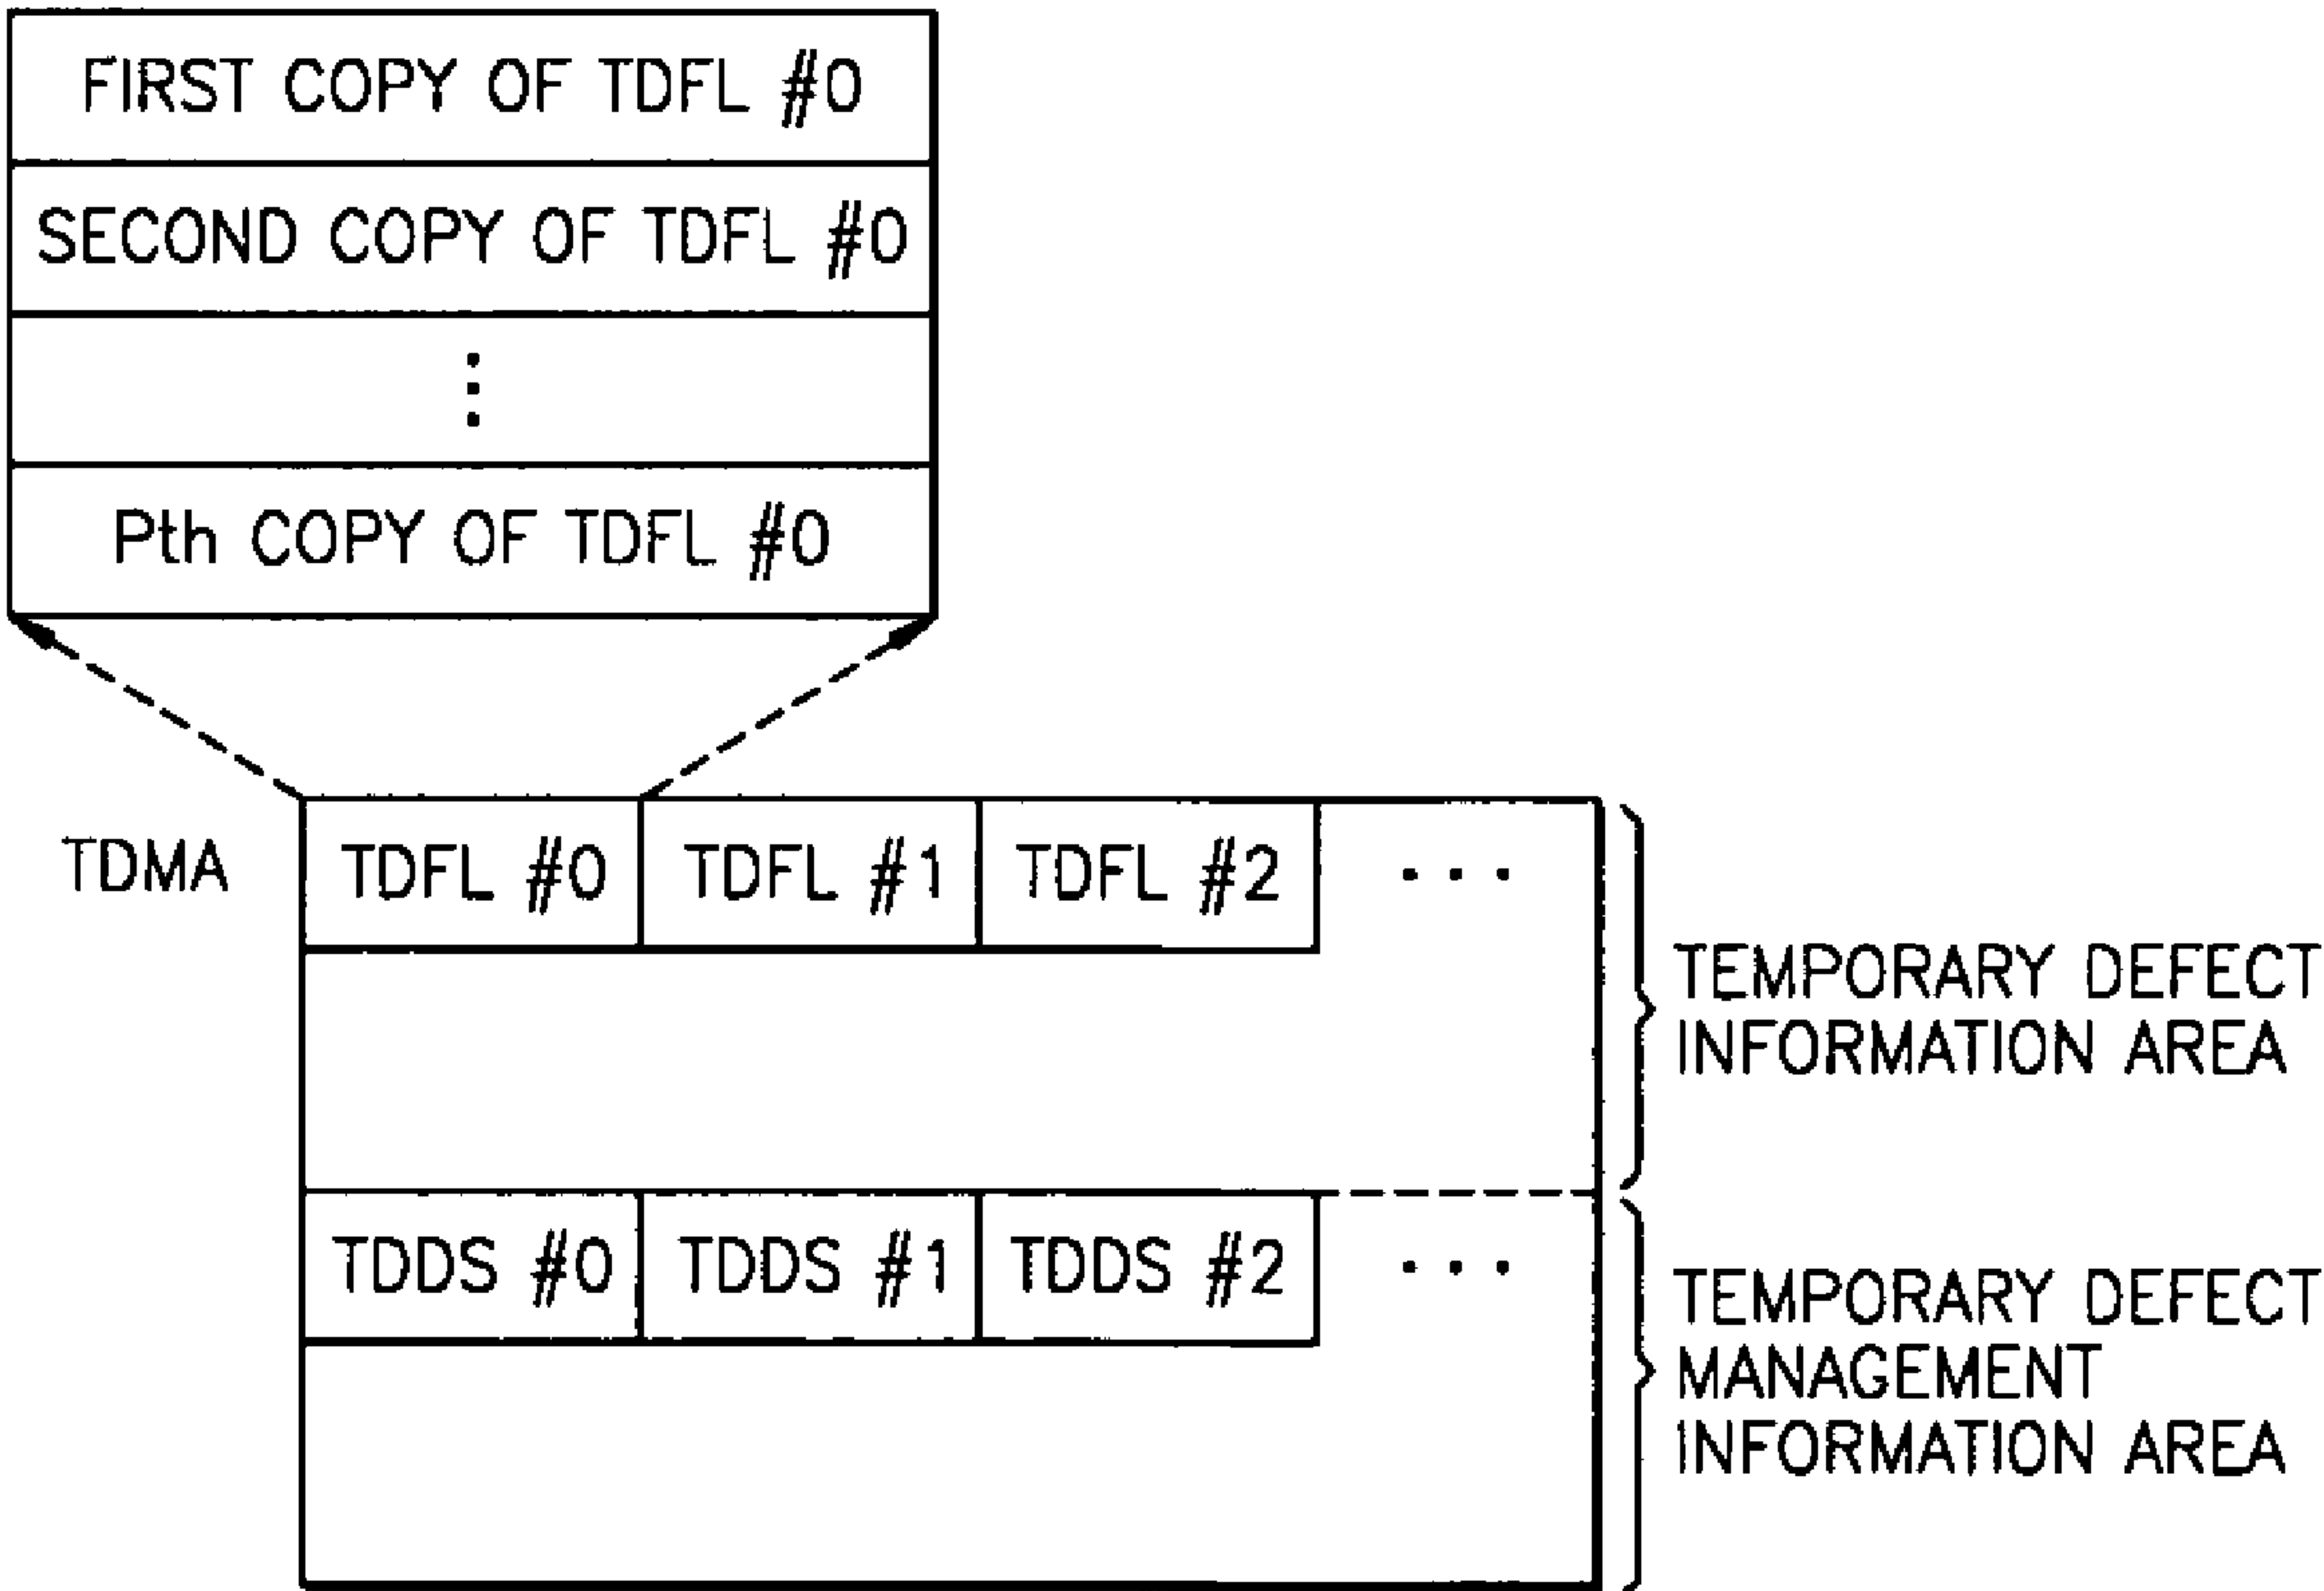 FIRST COPY OF TDFL #0
SECOND COPY OF TDFL #0
⋮
Pth COPY OF TDFL #0
TDMA
TDFL #0
TDFL #1
TDFL #2
...
TEMPORARY DEFECT
INFORMATION AREA
TDDS #0
TDDS #1
TDDS #2
...
TEMPORARY DEFECT
MANAGEMENT
INFORMATION AREA